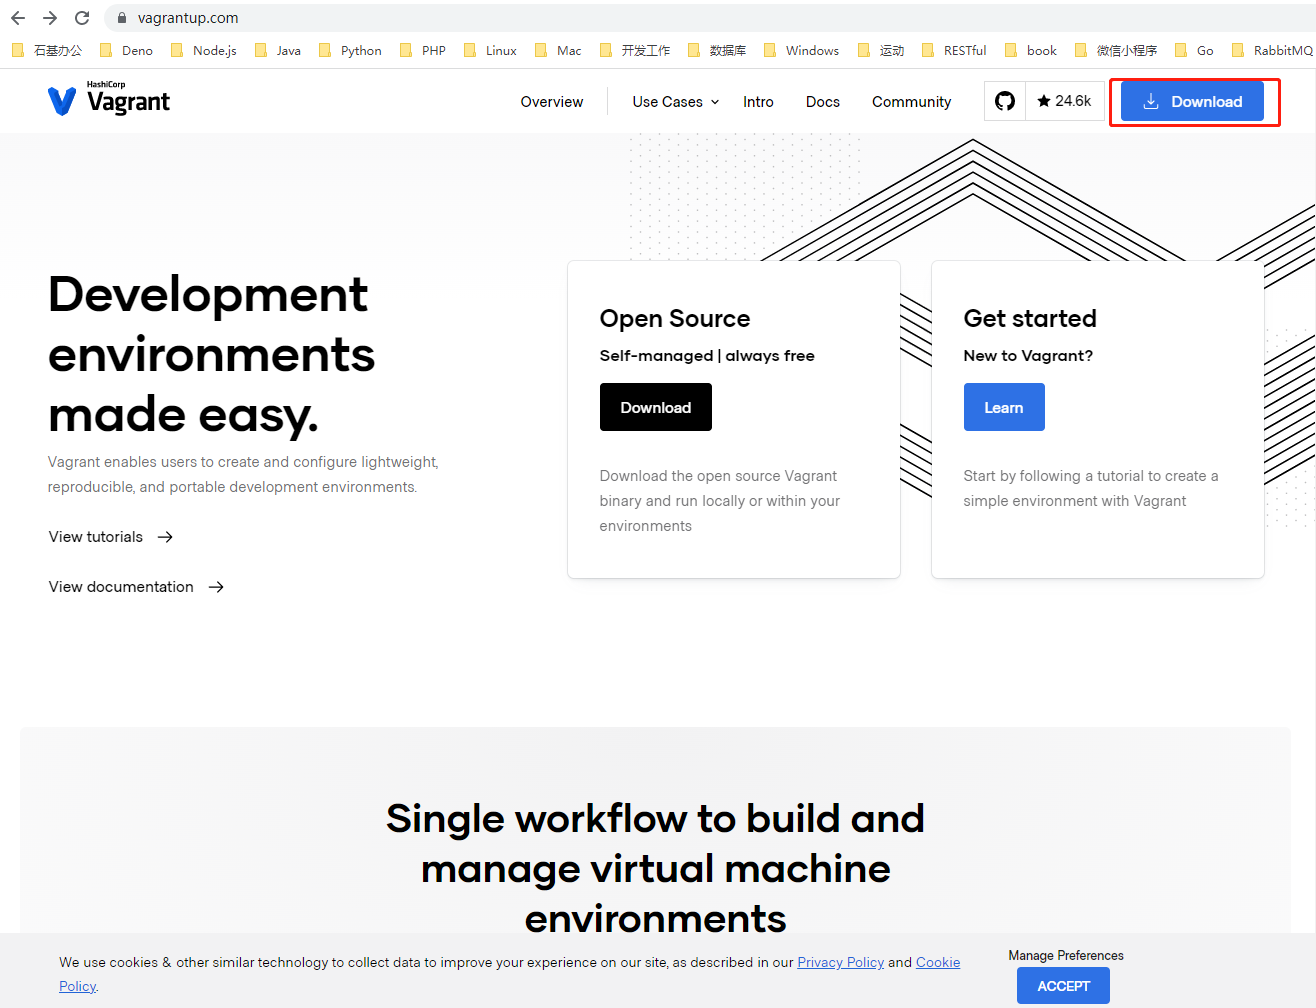 vagrantup.com
石基办公 Deno Node.js Java Python PHP Linux Mac 开发工作 数据库 Windows 运动 RESTful book 微信小程序 Go RabbitMQ
HashiCorp
Vagrant
Overview Use Cases Intro Docs Community 24.6k Download
Development
environments
made easy.
Vagrant enables users to create and configure lightweight,
reproducible, and portable development environments.
View tutorials
View documentation
Open Source
Self-managed | always free
Download
Download the open source Vagrant
binary and run locally or within your
environments
Get started
New to Vagrant?
Learn
Start by following a tutorial to create a
simple environment with Vagrant
Single workflow to build and
manage virtual machine
environments
We use cookies & other similar technology to collect data to improve your experience on our site, as described in our Privacy Policy and Cookie
Policy.
Manage Preferences
ACCEPT